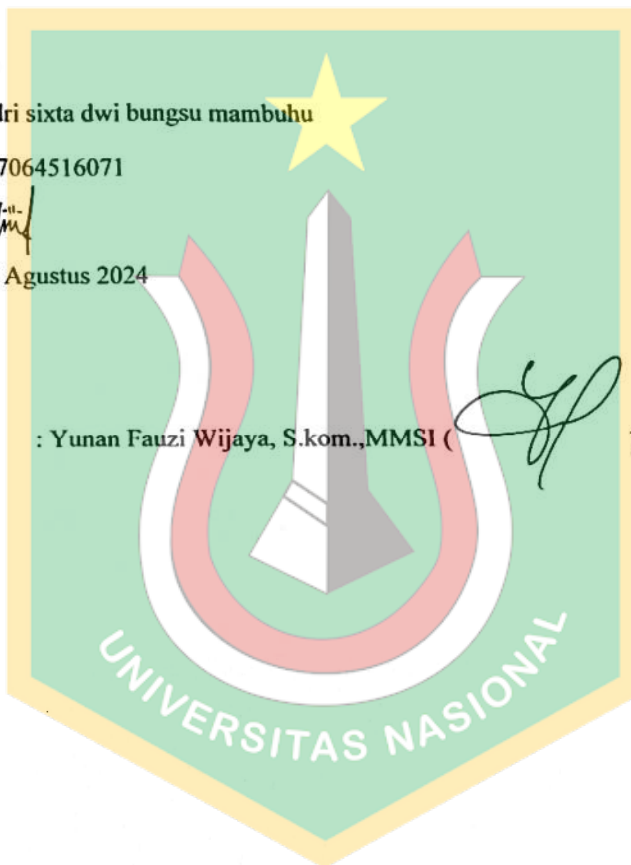 dri sixta dwi bungsu mambuhu
7064516071
Agustus 2024
: Yunan Fauzi Wijaya, S.kom.,MMSI (
UNIVERSITAS NASIONAL